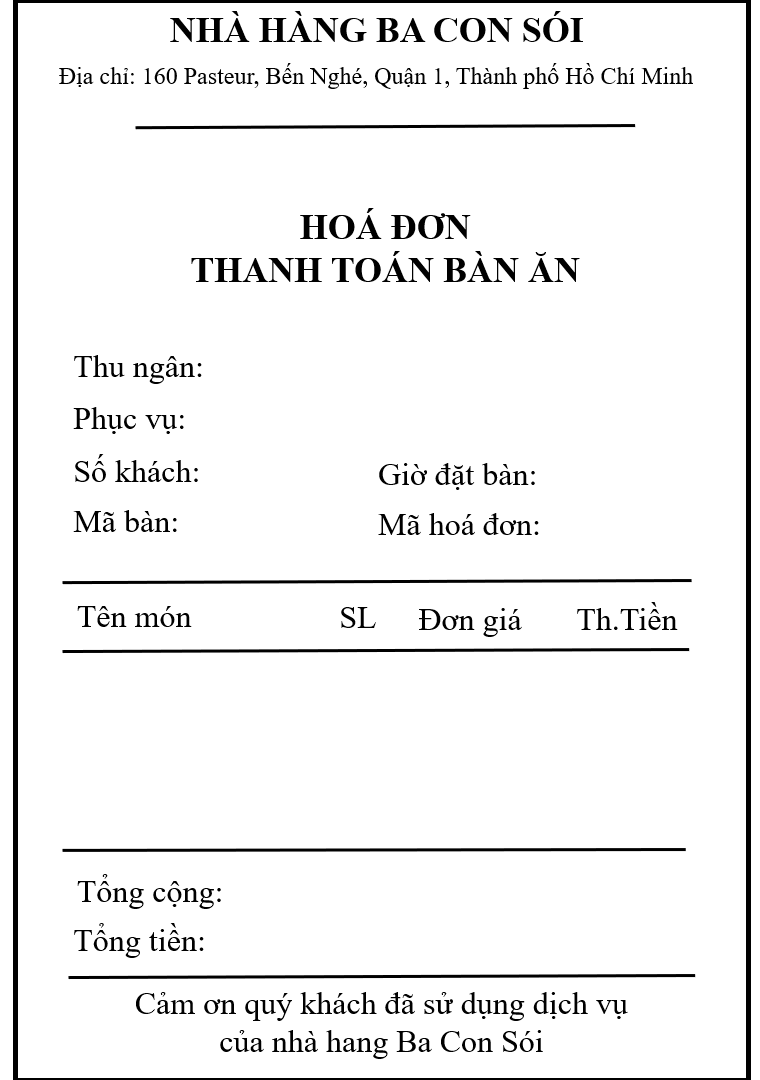 NHÀ HÀNG BA CON SÓI
Địa chỉ: 160 Pasteur, Bến Nghé, Quận 1, Thành phố Hồ Chí Minh
HOÁ ĐƠN
THANH TOÁN BÀN ĂN
Thu ngân:
Phục vụ:
Số khách: Giờ đặt bàn:
Mã bàn: Mã hoá đơn:
Tên món SL Đơn giá Th.Tiền
Tổng cộng:
Tổng tiền:
Cảm ơn quý khách đã sử dụng dịch vụ
của nhà hang Ba Con Sói